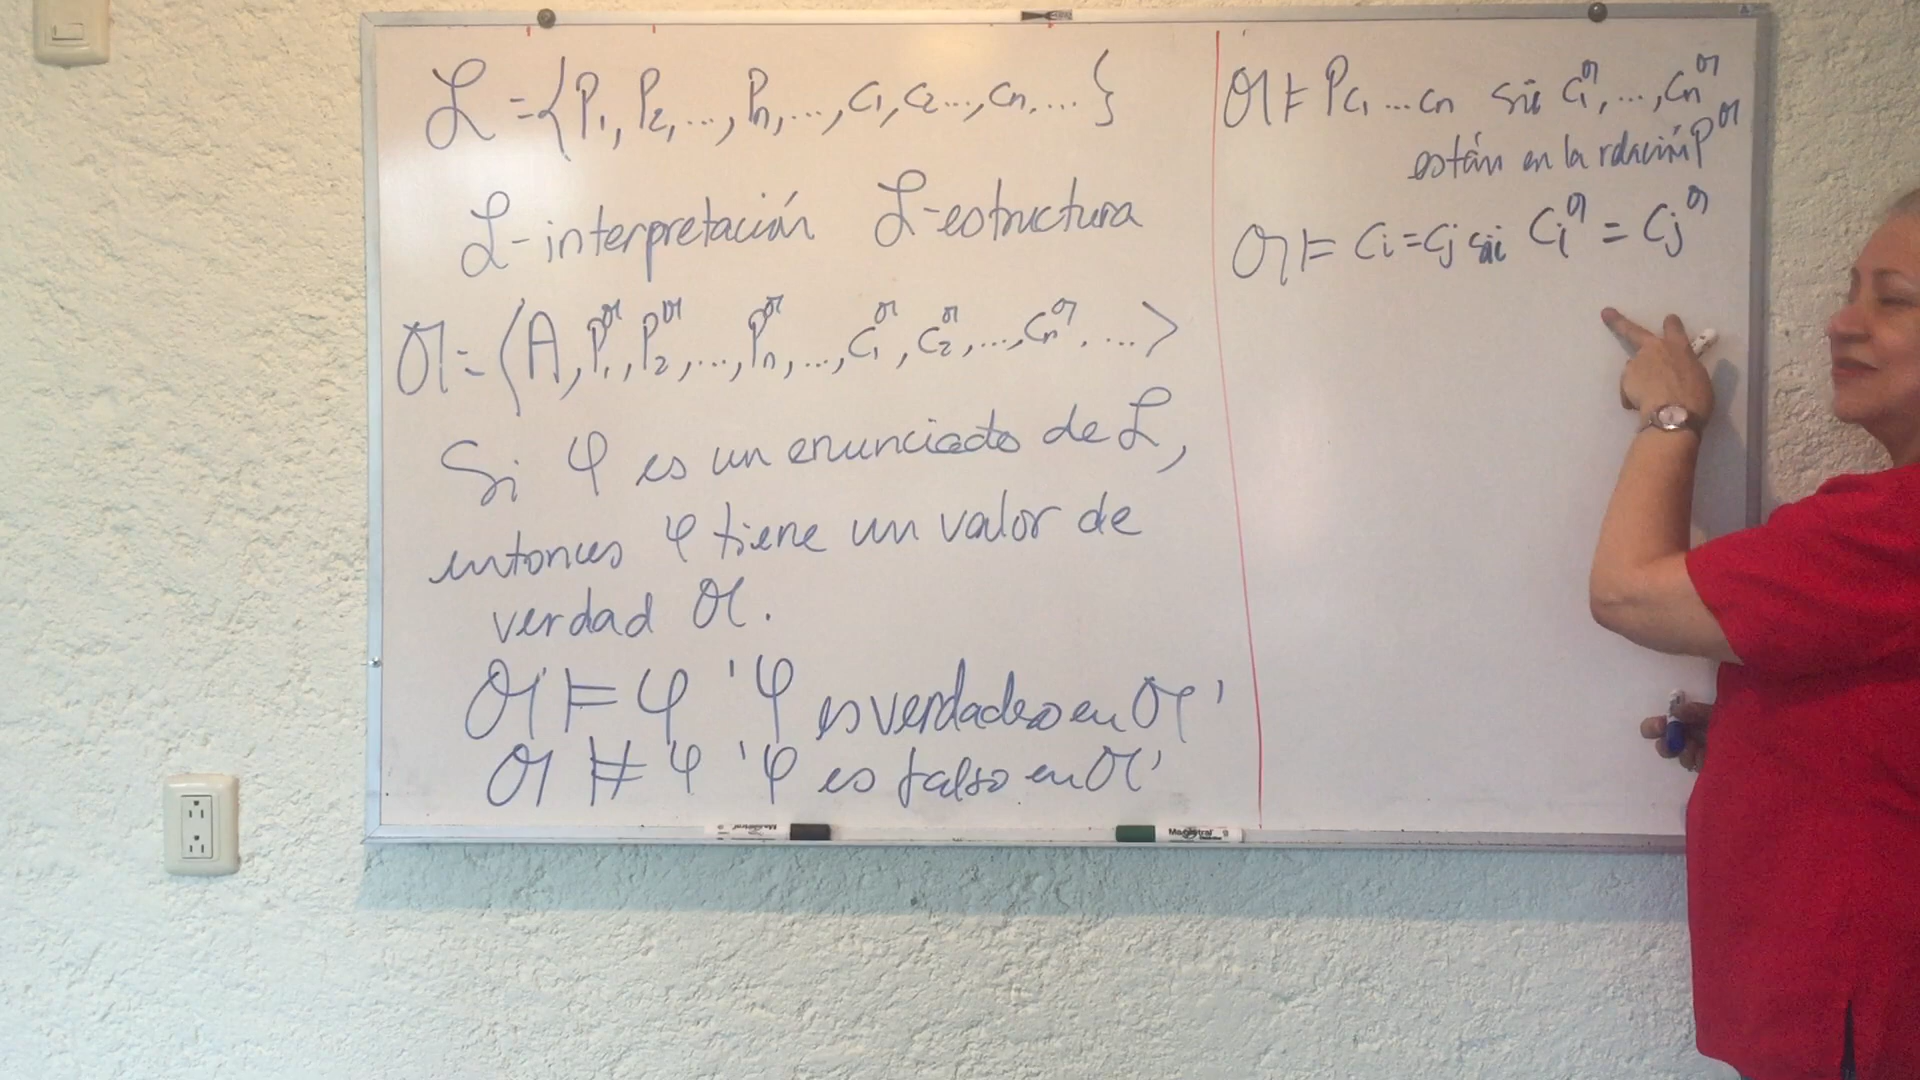 ℒ = {P₁, P₂, ..., Pn, ..., c₁, c₂ ..., cn, ... }
ℒ-interpretación ℒ-estructura
𝔄 = ⟨A, P₁^𝔄, P₂^𝔄, ..., Pn^𝔄, ..., c₁^𝔄, c₂^𝔄, ..., cn^𝔄, ... ⟩
Si φ es un enunciado de ℒ,
entonces φ tiene un valor de
verdad 𝔄.
𝔄 ⊨ φ 'φ es verdadero en 𝔄'
𝔄 ⊭ φ 'φ es falso en 𝔄'
𝔄 ⊨ Pc₁ ... cn sii c₁^𝔄, ..., cn^𝔄
están en la relación P^𝔄
𝔄 ⊨ ci = cj sii ci^𝔄 = cj^𝔄
Magistral
Magistral